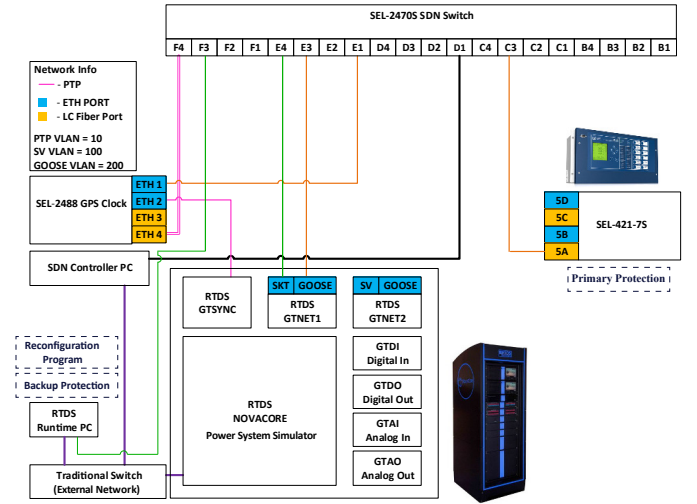 SEL-2470S SDN Switch
F4 F3 F2 F1 E4 E3 E2 E1 D4 D3 D2 D1 C4 C3 C2 C1 B4 B3 B2 B1
Network Info
- PTP
- ETH PORT
- LC Fiber Port
PTP VLAN = 10
SV VLAN = 100
GOOSE VLAN = 200
SEL-2488 GPS Clock
ETH 1
ETH 2
ETH 3
ETH 4
5D
5C
5B
5A
SEL-421-7S
Primary Protection
SDN Controller PC
RTDS
GTSYNC
SKT GOOSE
RTDS
GTNET1
SV GOOSE
RTDS
GTNET2
Reconfiguration
Program
Backup Protection
RTDS
Runtime PC
Traditional Switch
(External Network)
RTDS
NOVACORE
Power System Simulator
GTDI
Digital In
GTDO
Digital Out
GTAI
Analog In
GTAO
Analog Out